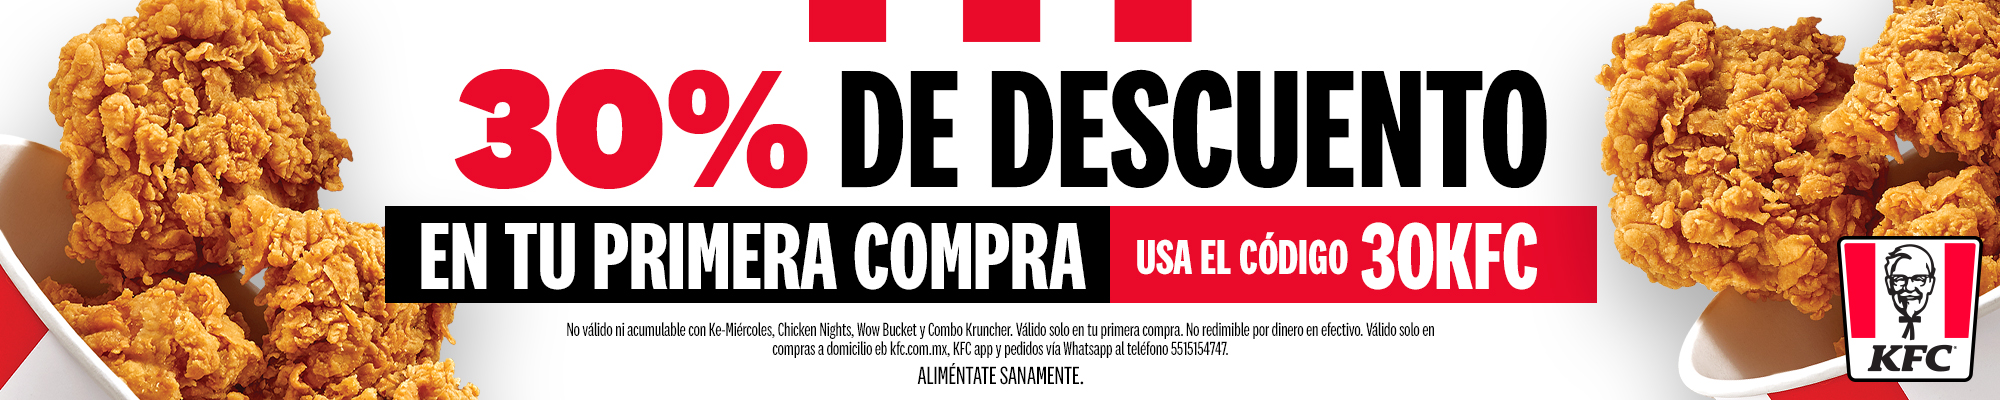 30% DE DESCUENTO
EN TU PRIMERA COMPRA USA EL CÓDIGO 30KFC
No válido ni acumulable con Ke-Miércoles, Chicken Nights, Wow Bucket y Combo Kruncher. Válido solo en tu primera compra. No redimible por dinero en efectivo. Válido solo en
compras a domicilio eb kfc.com.mx, KFC app y pedidos vía Whatsapp al teléfono 5515154747.
ALIMÉNTATE SANAMENTE.
KFC